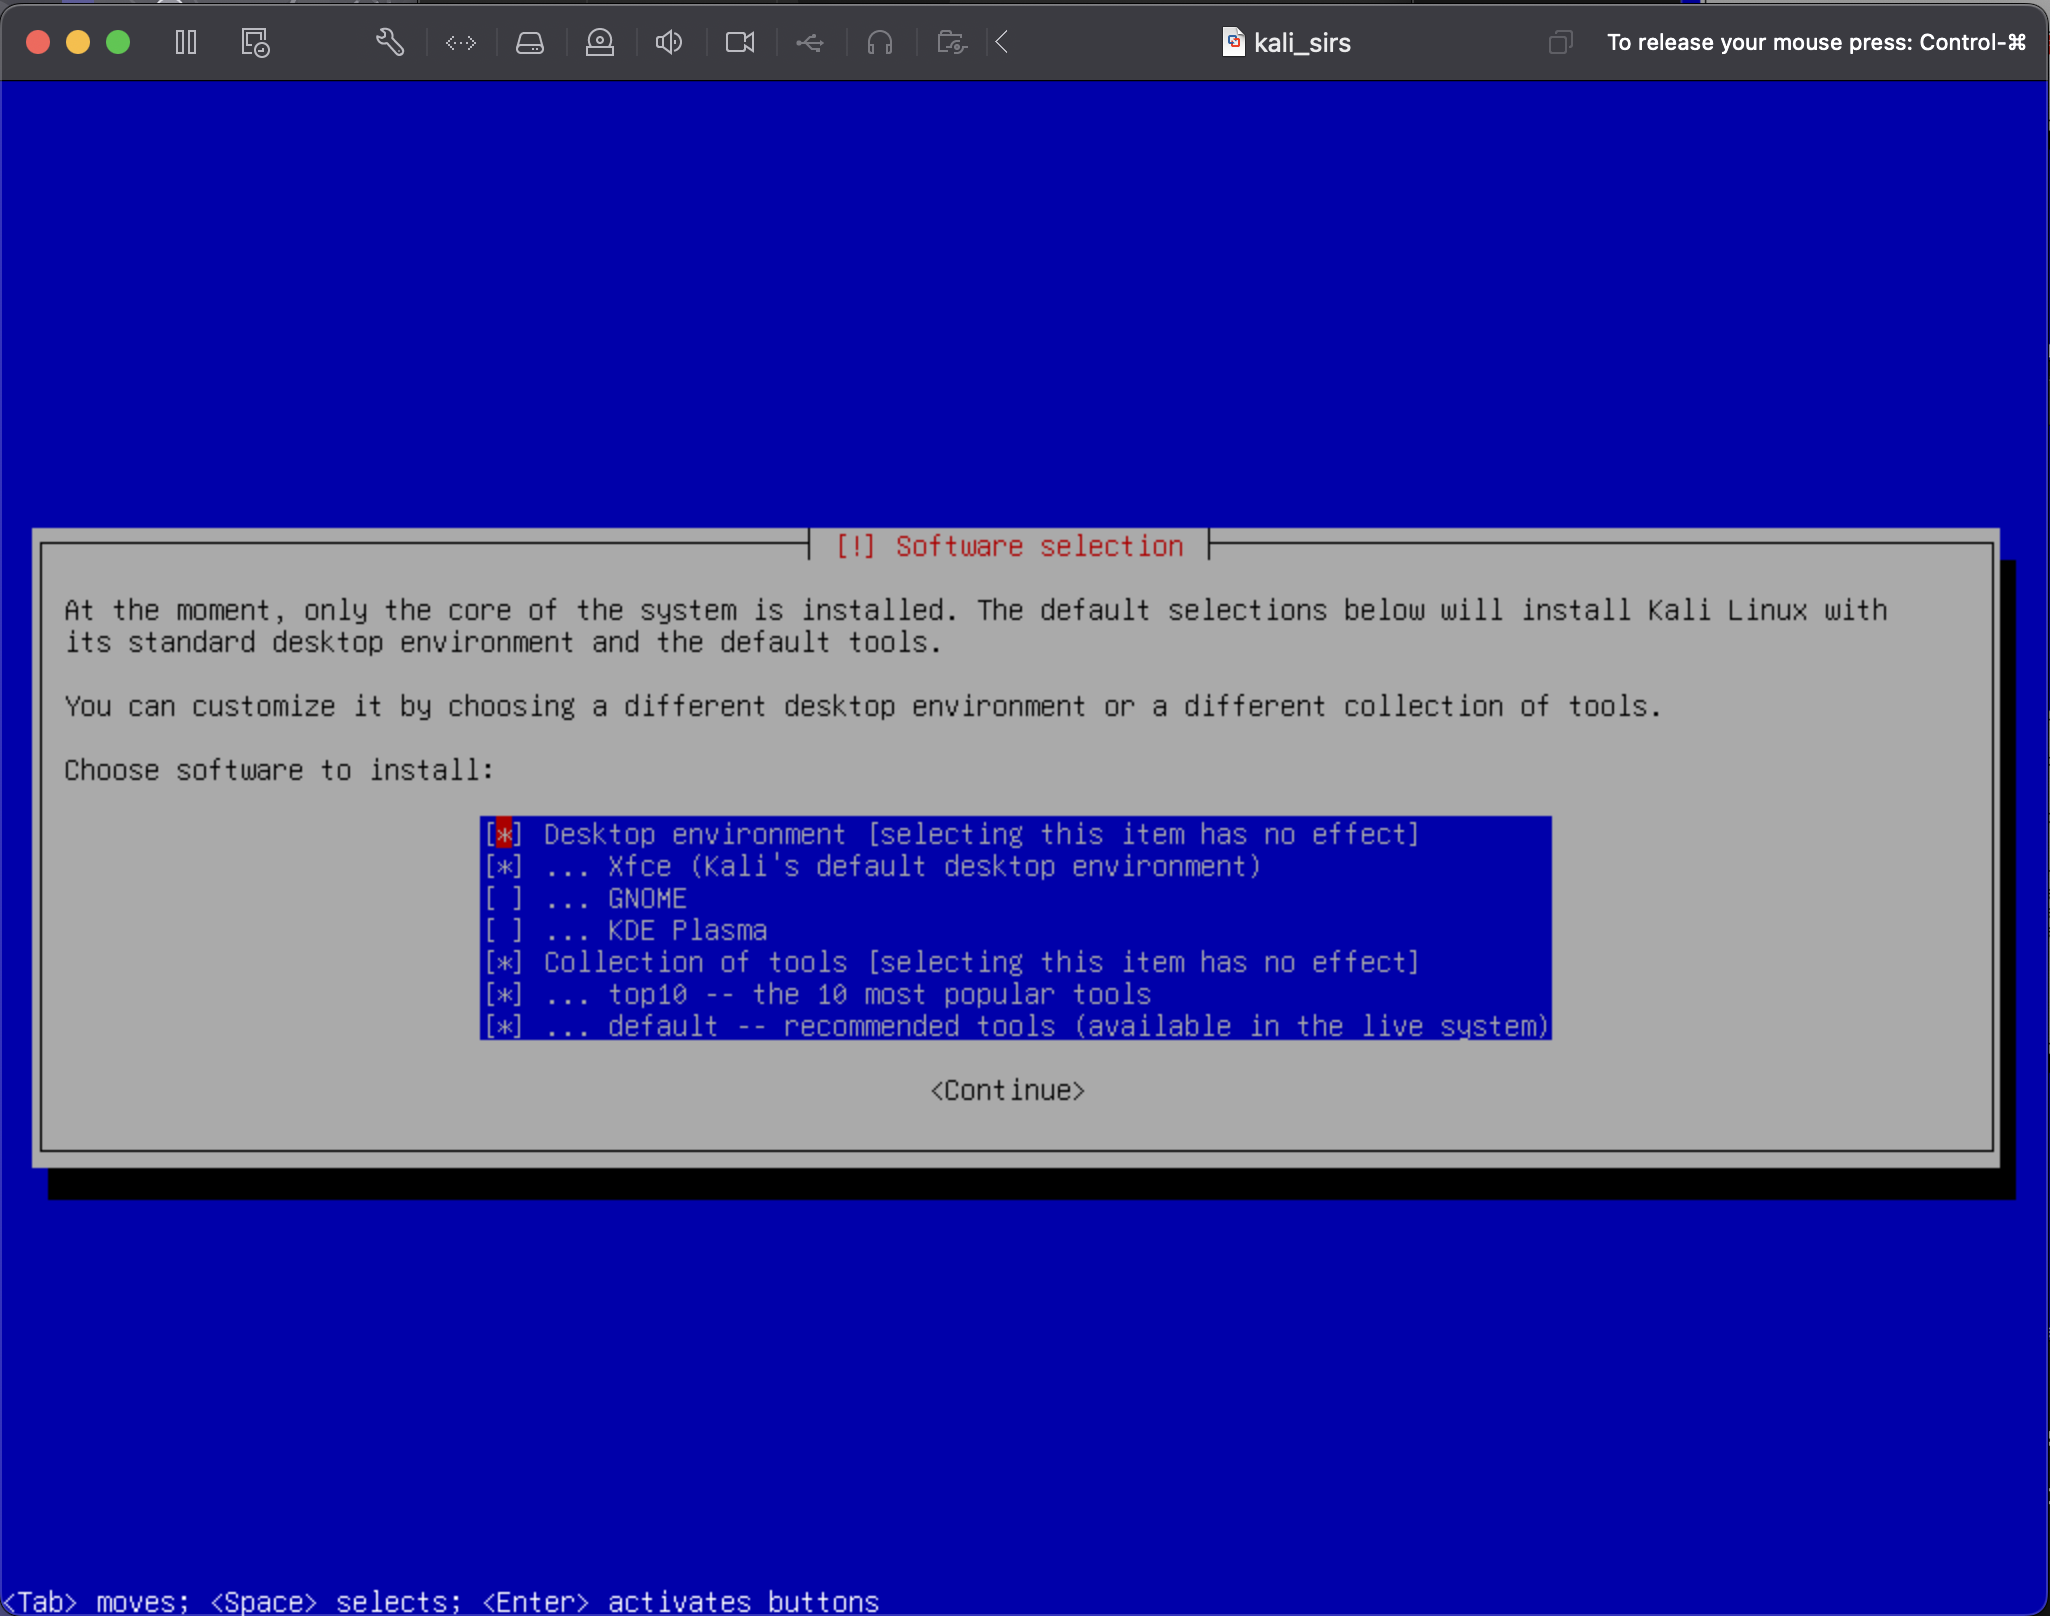 kali_sirs
To release your mouse press: Control-⌘
[!] Software selection
At the moment, only the core of the system is installed. The default selections below will install Kali Linux with
its standard desktop environment and the default tools.
You can customize it by choosing a different desktop environment or a different collection of tools.
Choose software to install:
[*] Desktop environment [selecting this item has no effect]
[*] ... Xfce (Kali's default desktop environment)
[ ] ... GNOME
[ ] ... KDE Plasma
[*] Collection of tools [selecting this item has no effect]
[*] ... top10 -- the 10 most popular tools
[*] ... default -- recommended tools (available in the live system)
<Continue>
<Tab> moves; <Space> selects; <Enter> activates buttons